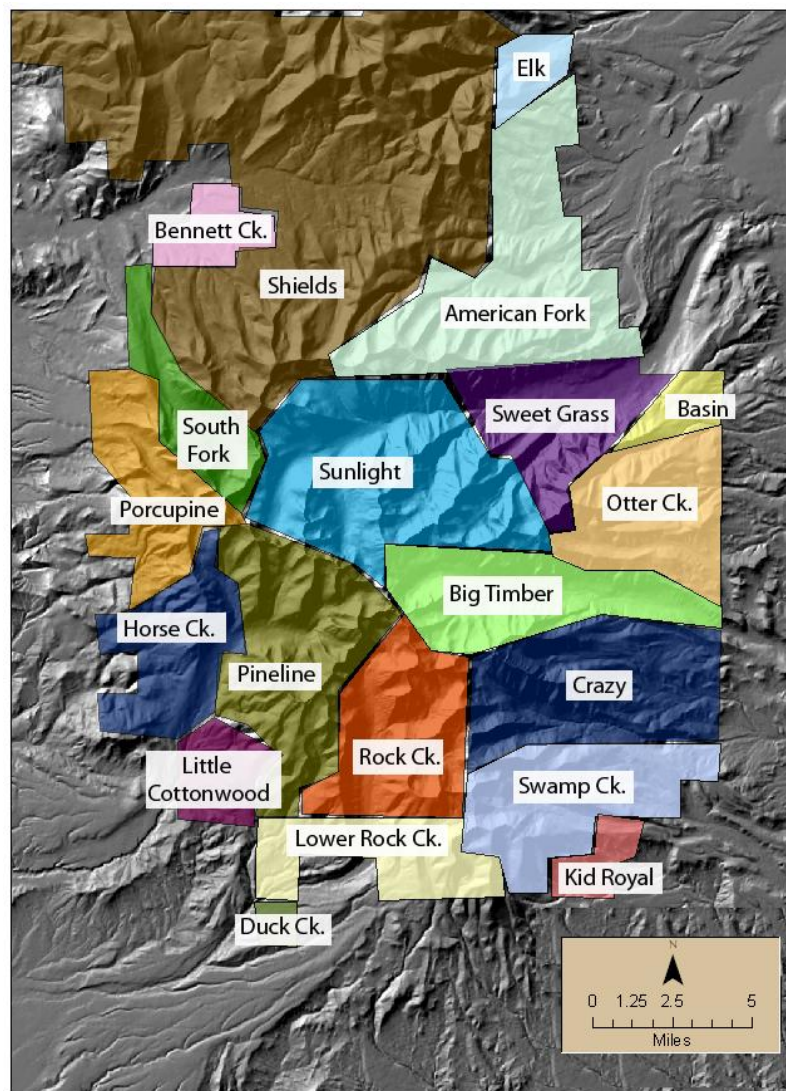 Elk
Bennett Ck.
Shields
American Fork
South
Fork
Sweet Grass
Basin
Sunlight
Porcupine
Otter Ck.
Big Timber
Horse Ck.
Pineline
Crazy
Little
Cottonwood
Rock Ck.
Swamp Ck.
Lower Rock Ck.
Kid Royal
Duck Ck.
N
0 1.25 2.5 5
Miles